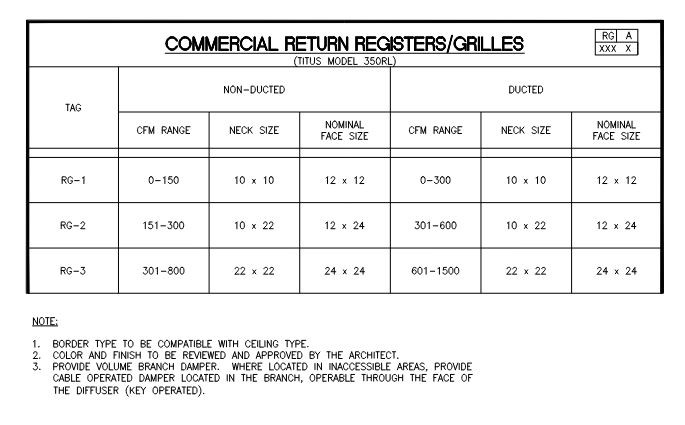 COMMERCIAL RETURN REGISTERS/GRILLES
(TITUS MODEL 350RL)
RG A
XXX X
TAG
NON-DUCTED
DUCTED
CFM RANGE NECK SIZE NOMINAL FACE SIZE CFM RANGE NECK SIZE NOMINAL FACE SIZE
RG-1 0-150 10 x 10 12 x 12 0-300 10 x 10 12 x 12
RG-2 151-300 10 x 22 12 x 24 301-600 10 x 22 12 x 24
RG-3 301-800 22 x 22 24 x 24 601-1500 22 x 22 24 x 24
NOTE:
1. BORDER TYPE TO BE COMPATIBLE WITH CEILING TYPE.
2. COLOR AND FINISH TO BE REVIEWED AND APPROVED BY THE ARCHITECT.
3. PROVIDE VOLUME BRANCH DAMPER. WHERE LOCATED IN INACCESSIBLE AREAS, PROVIDE
CABLE OPERATED DAMPER LOCATED IN THE BRANCH, OPERABLE THROUGH THE FACE OF
THE DIFFUSER (KEY OPERATED).